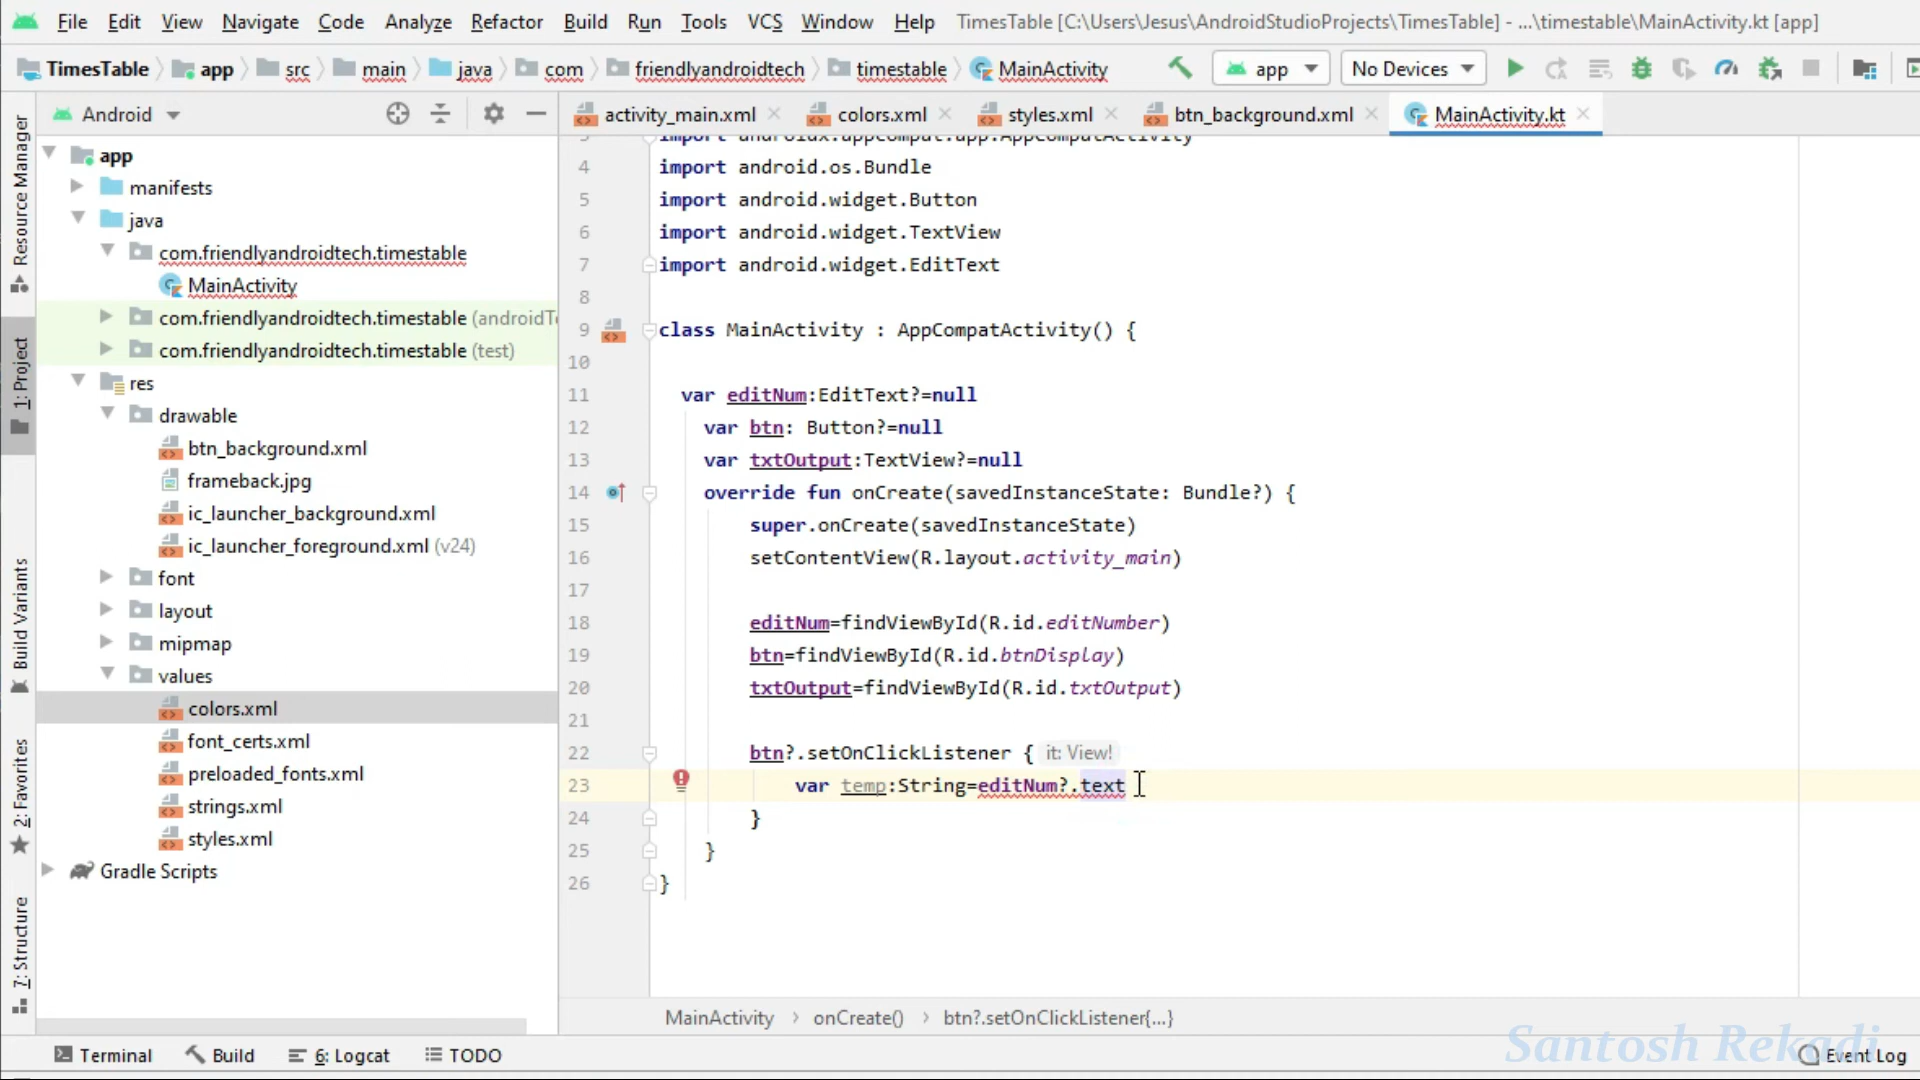 File Edit View Navigate Code Analyze Refactor Build Run Tools VCS Window Help TimesTable [C:\Users\Jesus\AndroidStudioProjects\TimesTable] - ...\timestable\MainActivity.kt [app]
TimesTable app src main java com friendlyandroidtech timestable MainActivity app No Devices
Android activity_main.xml colors.xml styles.xml btn_background.xml MainActivity.kt
Resource Manager
1: Project
Build Variants
2: Favorites
7: Structure
app
manifests
java
com.friendlyandroidtech.timestable
MainActivity
com.friendlyandroidtech.timestable
com.friendlyandroidtech.timestable (test)
res
drawable
btn_background.xml
frameback.jpg
ic_launcher_background.xml
ic_launcher_foreground.xml (v24)
font
layout
mipmap
values
colors.xml
font_certs.xml
preloaded_fonts.xml
strings.xml
styles.xml
Gradle Scripts
import androidx.appcompat.app.AppCompatActivity
4 import android.os.Bundle
5 import android.widget.Button
6 import android.widget.TextView
7 import android.widget.EditText
8
9 class MainActivity : AppCompatActivity() {
10
11 var editNum:EditText?=null
12 var btn: Button?=null
13 var txtOutput:TextView?=null
14 override fun onCreate(savedInstanceState: Bundle?) {
15 super.onCreate(savedInstanceState)
16 setContentView(R.layout.activity_main)
17
18 editNum=findViewById(R.id.editNumber)
19 btn=findViewById(R.id.btnDisplay)
20 txtOutput=findViewById(R.id.txtOutput)
21
22 btn?.setOnClickListener { it: View!
23 var temp:String=editNum?.text
24 }
25 }
26 }
MainActivity › onCreate() › btn?.setOnClickListener{...}
Terminal Build 6: Logcat TODO Event Log
Santosh Rekadi